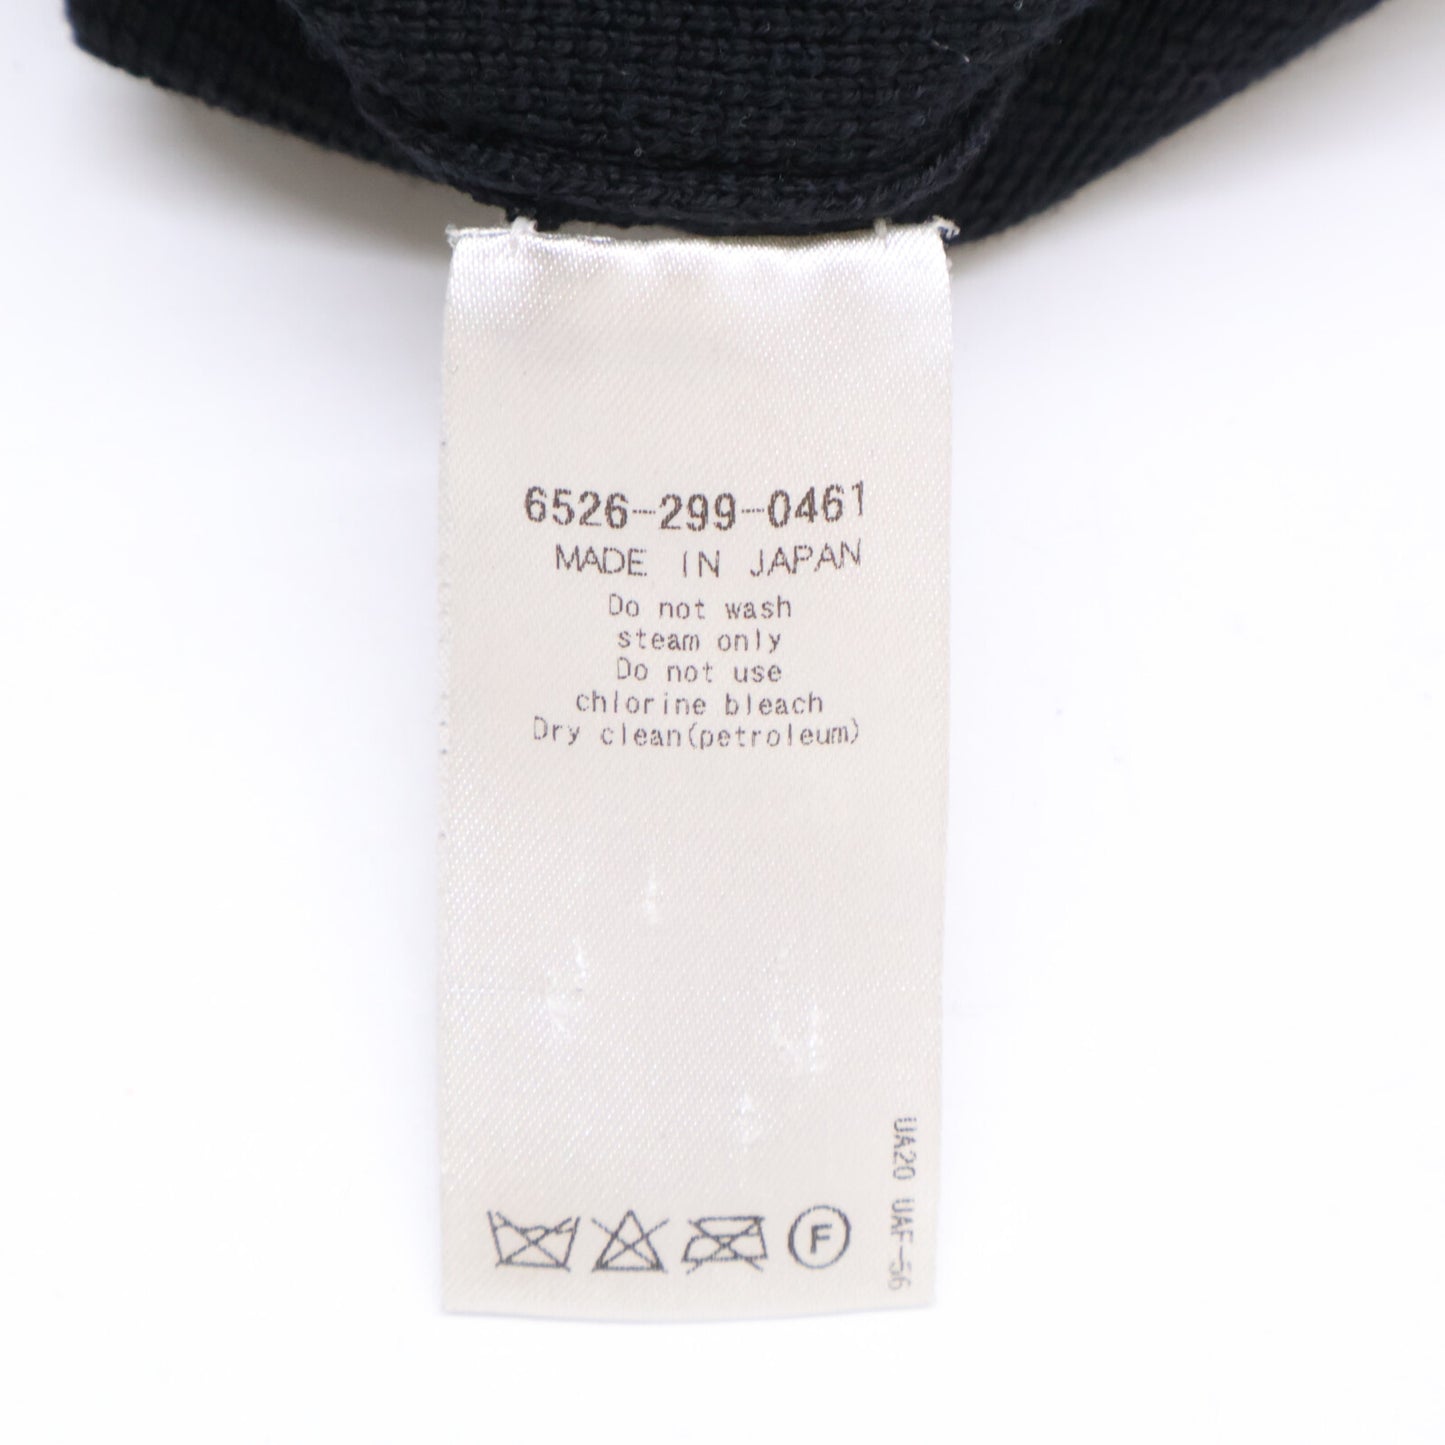 6526-299-0461
MADE IN JAPAN
Do not wash
steam only
Do not use
chlorine bleach
Dry clean(petroleum)
UA20 UAF-56
F